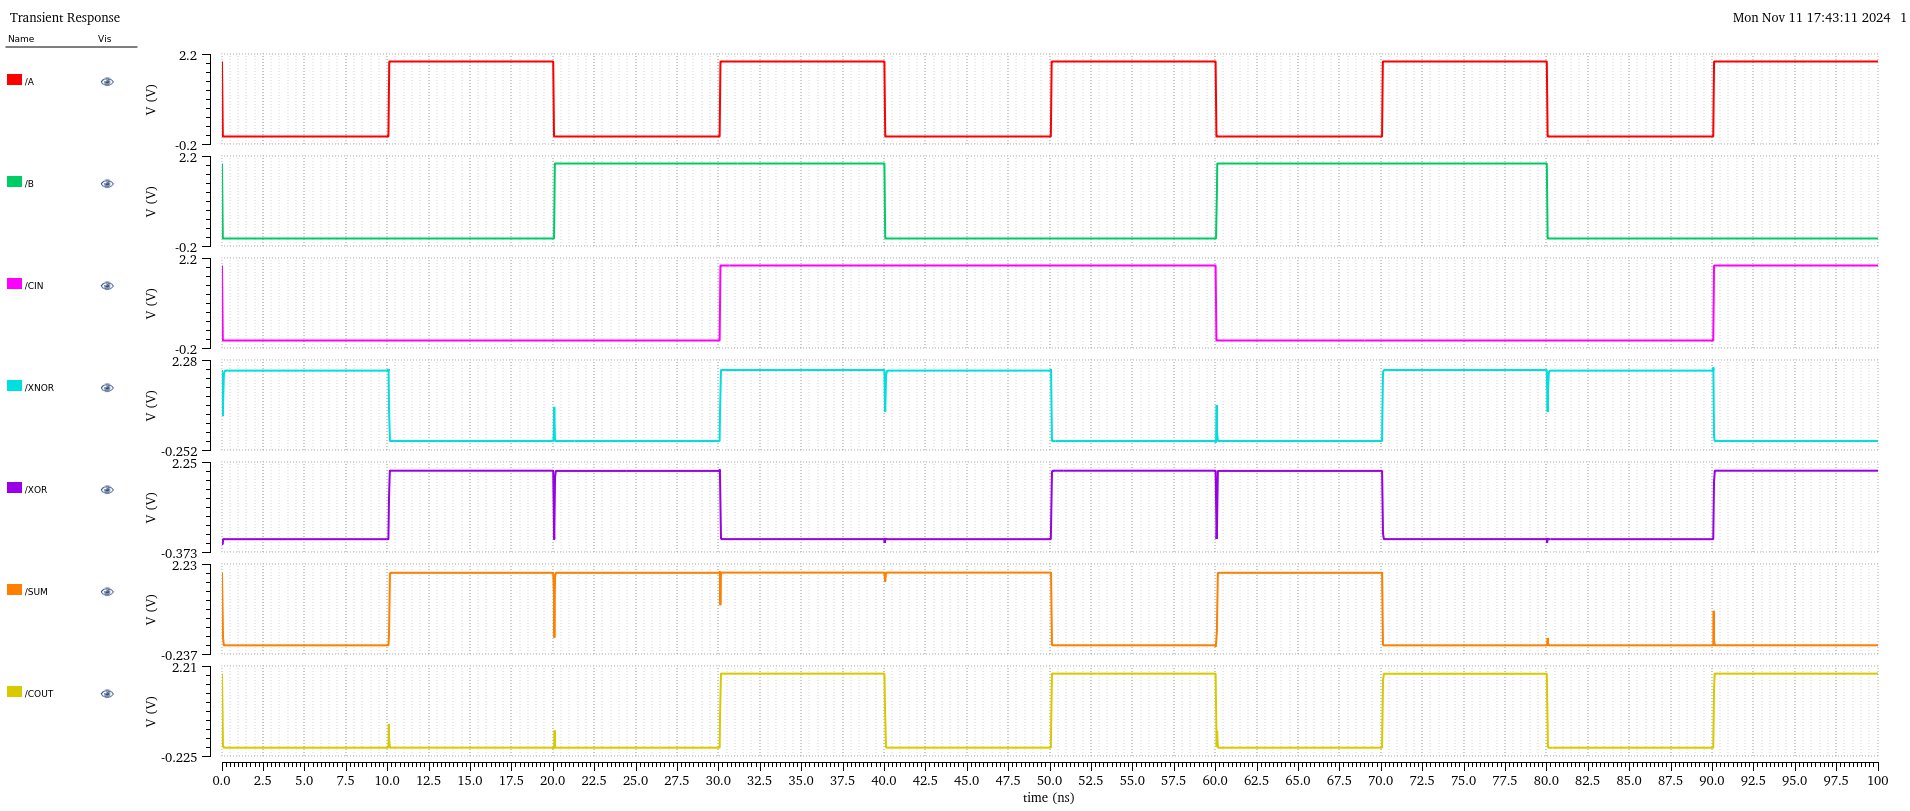 Transient Response
Mon Nov 11 17:43:11 2024 1
Name Vis
/A
V (V)
2.2
-0.2
/B
V (V)
2.2
-0.2
/CIN
V (V)
2.2
-0.2
/XNOR
V (V)
2.28
-0.252
/XOR
V (V)
2.25
-0.373
/SUM
V (V)
2.23
-0.237
/COUT
V (V)
2.21
-0.225
0.0 2.5 5.0 7.5 10.0 12.5 15.0 17.5 20.0 22.5 25.0 27.5 30.0 32.5 35.0 37.5 40.0 42.5 45.0 47.5 50.0 52.5 55.0 57.5 60.0 62.5 65.0 67.5 70.0 72.5 75.0 77.5 80.0 82.5 85.0 87.5 90.0 92.5 95.0 97.5 100
time (ns)